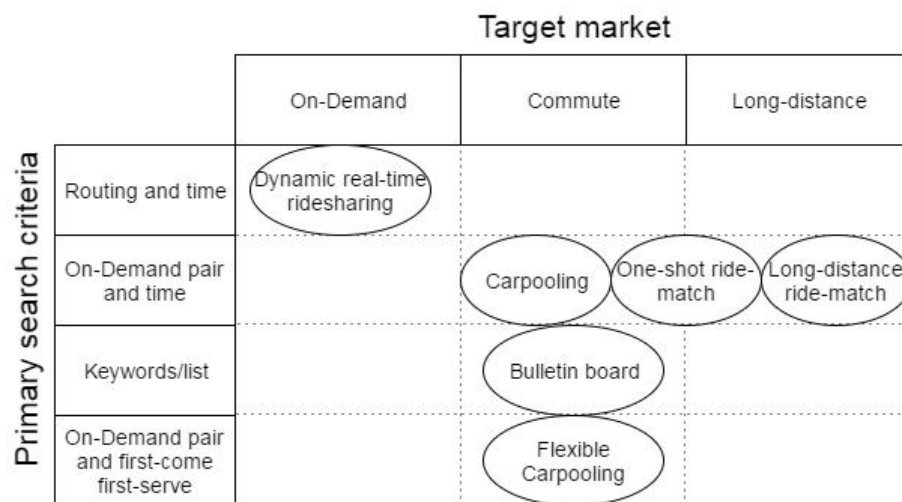 Target market
On-Demand
Commute
Long-distance
Primary search criteria
Routing and time
Dynamic real-time
ridesharing
On-Demand pair
and time
Carpooling
One-shot ride-
match
Long-distance
ride-match
Keywords/list
Bulletin board
On-Demand pair
and first-come
first-serve
Flexible
Carpooling